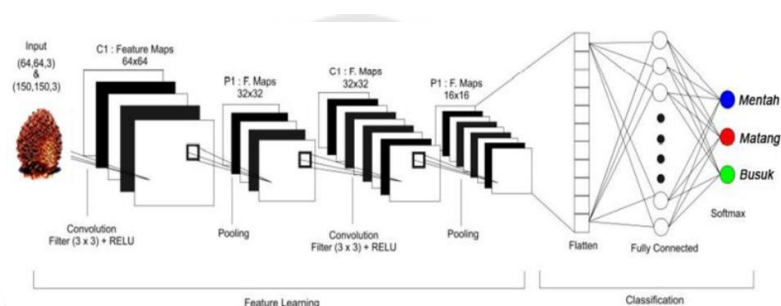 Input
(64,64,3)
&
(150,150,3)
C1 : Feature Maps
64x64
P1 : F. Maps
32x32
C1 : F. Maps
32x32
P1 : F. Maps
16x16
Mentah
Matang
Busuk
Softmax
Convolution
Filter (3 x 3) + RELU
Pooling
Convolution
Filter (3 x 3) + RELU
Pooling
Flatten
Fully Connected
Feature Learning
Classification